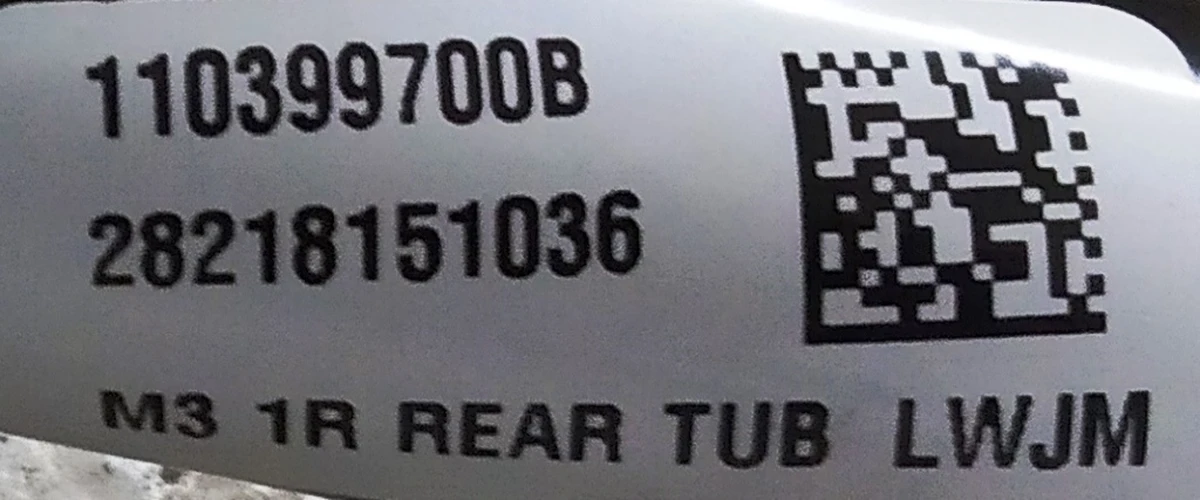 110399700B
28218151036
M3 1R REAR TUB LWJM